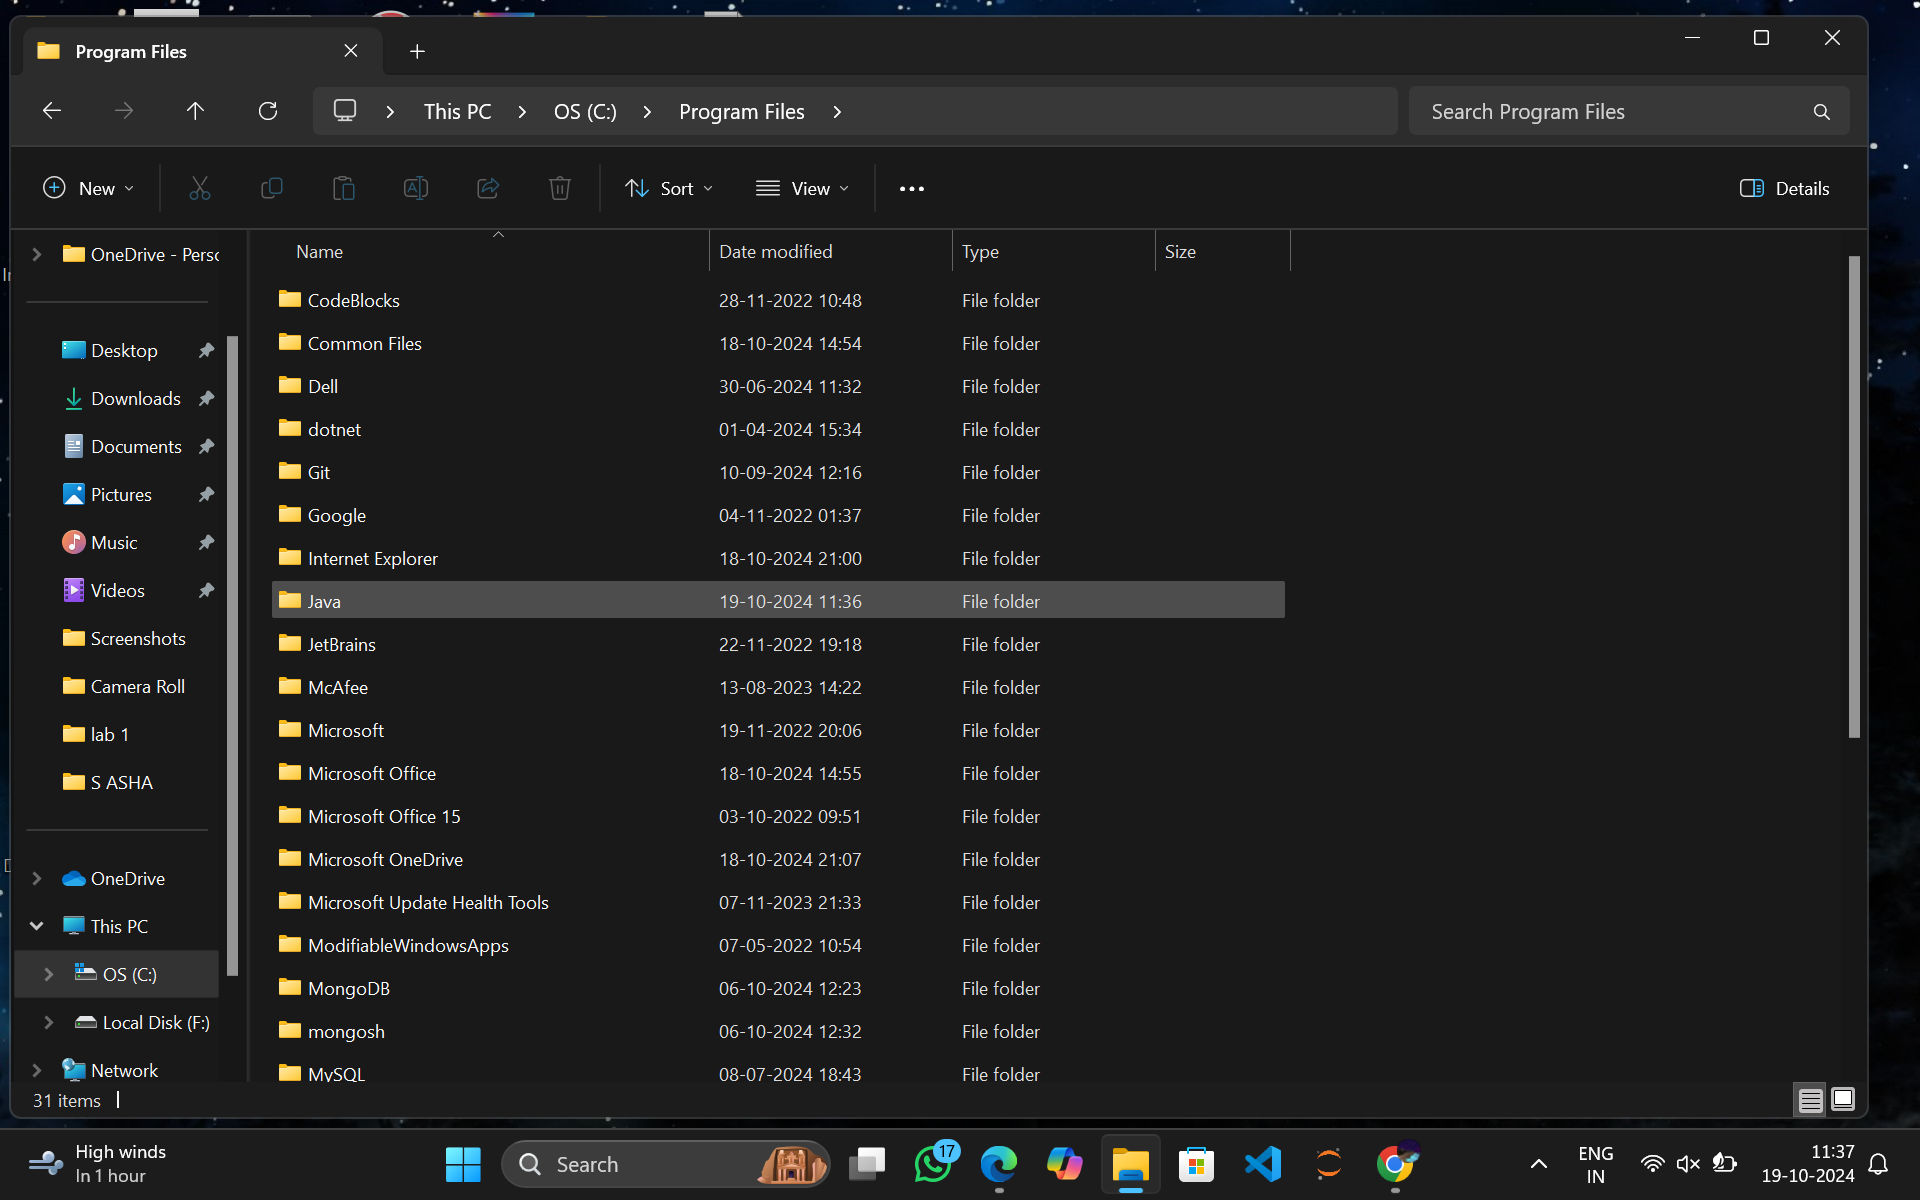 Program Files
This PC
OS (C:)
Program Files
Search Program Files
New
Sort
View
Details
OneDrive - Perso
Desktop
Downloads
Documents
Pictures
Music
Videos
Screenshots
Camera Roll
lab 1
S ASHA
OneDrive
This PC
OS (C:)
Local Disk (F:)
Network
Name Date modified Type Size
CodeBlocks 28-11-2022 10:48 File folder
Common Files 18-10-2024 14:54 File folder
Dell 30-06-2024 11:32 File folder
dotnet 01-04-2024 15:34 File folder
Git 10-09-2024 12:16 File folder
Google 04-11-2022 01:37 File folder
Internet Explorer 18-10-2024 21:00 File folder
Java 19-10-2024 11:36 File folder
JetBrains 22-11-2022 19:18 File folder
McAfee 13-08-2023 14:22 File folder
Microsoft 19-11-2022 20:06 File folder
Microsoft Office 18-10-2024 14:55 File folder
Microsoft Office 15 03-10-2022 09:51 File folder
Microsoft OneDrive 18-10-2024 21:07 File folder
Microsoft Update Health Tools 07-11-2023 21:33 File folder
ModifiableWindowsApps 07-05-2022 10:54 File folder
MongoDB 06-10-2024 12:23 File folder
mongosh 06-10-2024 12:32 File folder
MySQL 08-07-2024 18:43 File folder
31 items
High winds
In 1 hour
Search
17
ENG
IN
11:37
19-10-2024